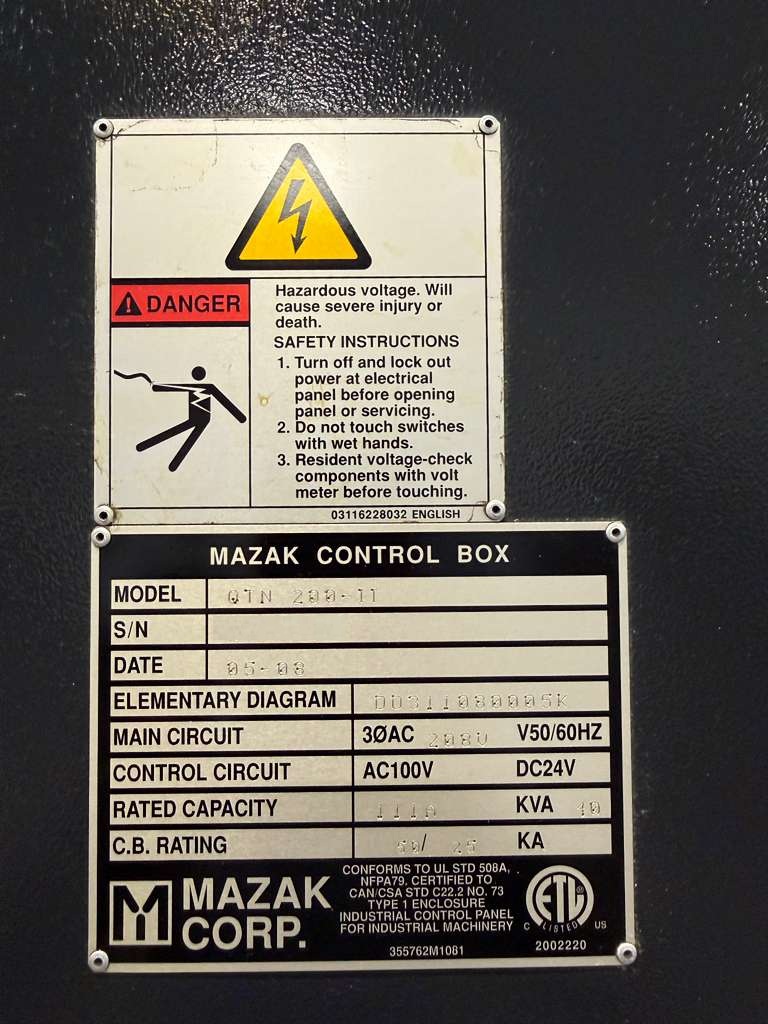 DANGER
Hazardous voltage. Will
cause severe injury or
death.
SAFETY INSTRUCTIONS
1. Turn off and lock out
power at electrical
panel before opening
panel or servicing.
2. Do not touch switches
with wet hands.
3. Resident voltage-check
components with volt
meter before touching.
03116228032 ENGLISH
MAZAK CONTROL BOX
MODEL QTN 200-11
S/N
DATE 05-08
ELEMENTARY DIAGRAM
MAIN CIRCUIT 3ØAC 208V V50/60HZ
CONTROL CIRCUIT AC100V DC24V
RATED CAPACITY 111A KVA 40
C.B. RATING / 25 KA
M
MAZAK
CORP.
CONFORMS TO UL STD 508A,
NFPA79. CERTIFIED TO
CAN/CSA STD C22.2 NO. 73
TYPE 1 ENCLOSURE
INDUSTRIAL CONTROL PANEL
FOR INDUSTRIAL MACHINERY
355762M1081
ETL
C LISTED US
2002220